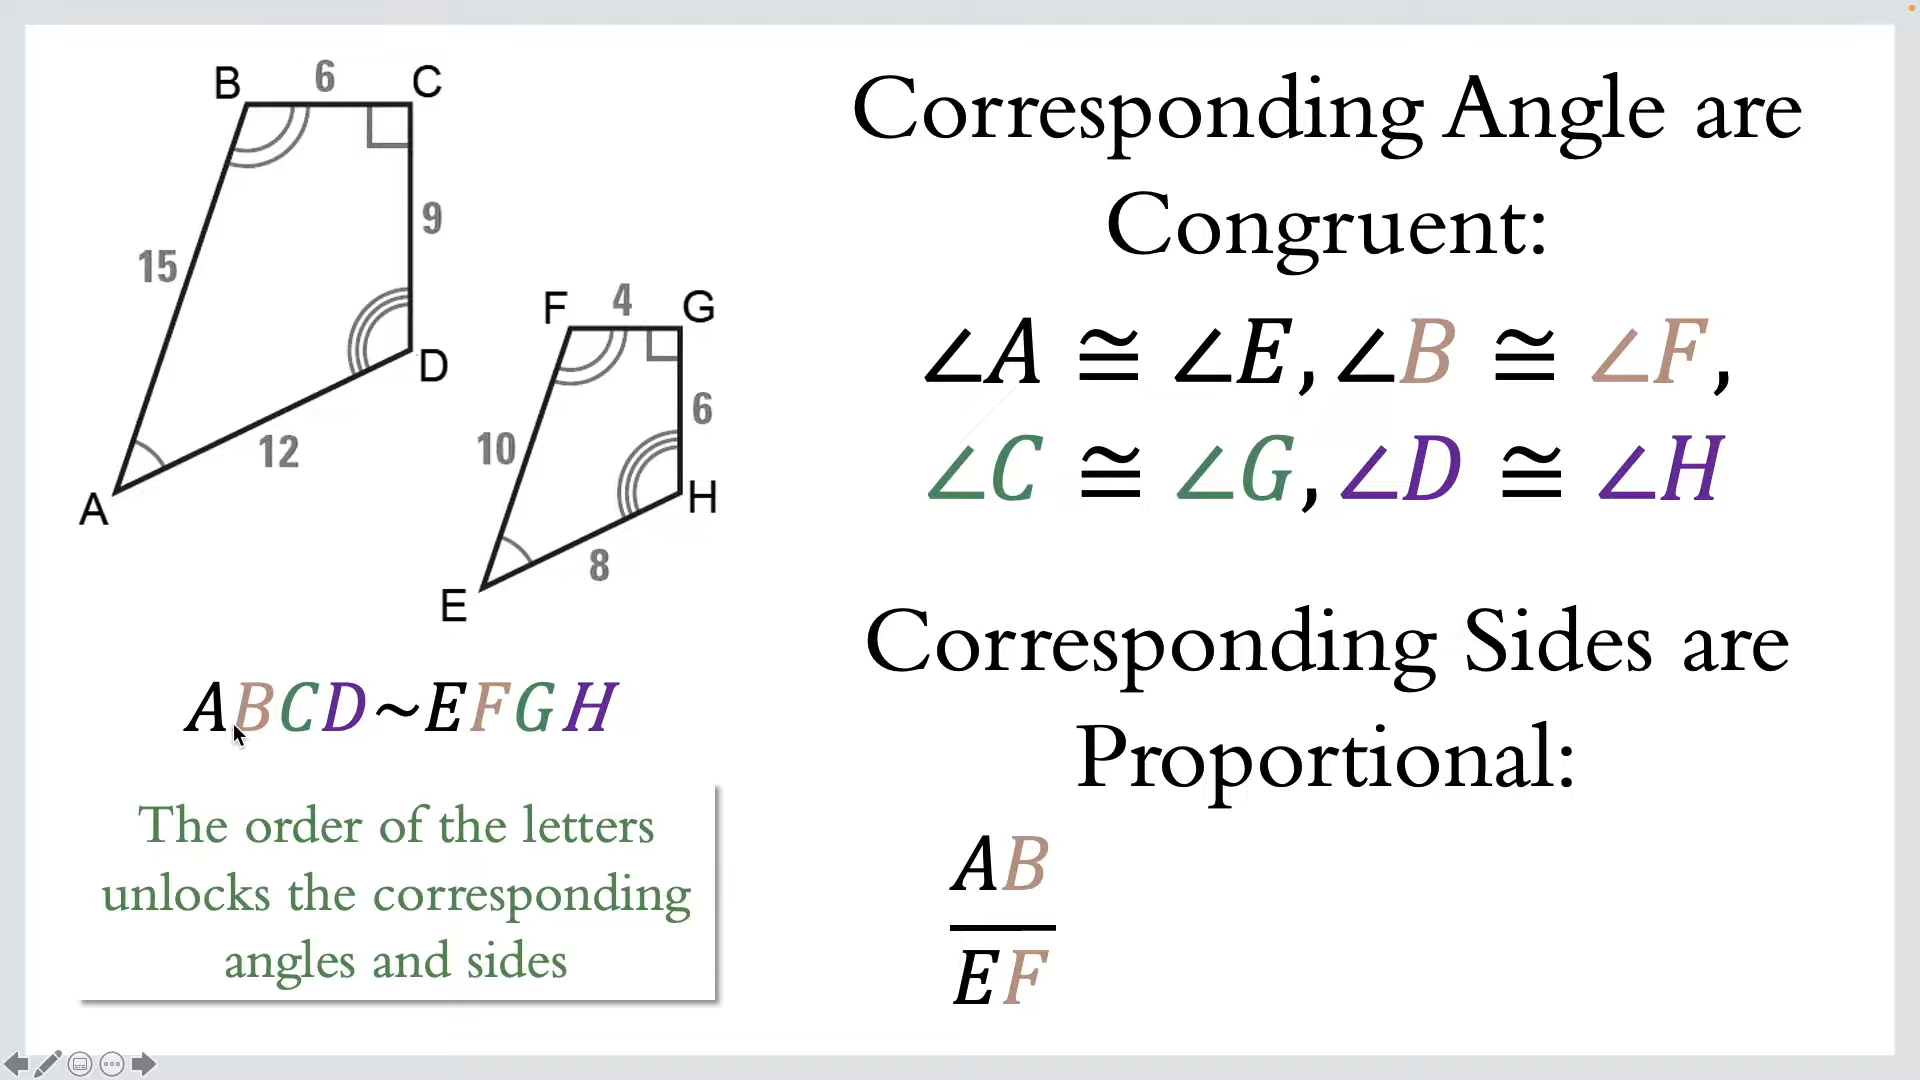 B 6 C
15
9
D
12
A
F 4 G
10
6
H
8
E
ABCD~EFGH
The order of the letters
unlocks the corresponding
angles and sides
Corresponding Angle are
Congruent:
∠A ≅ ∠E, ∠B ≅ ∠F,
∠C ≅ ∠G, ∠D ≅ ∠H
Corresponding Sides are
Proportional:
AB
EF